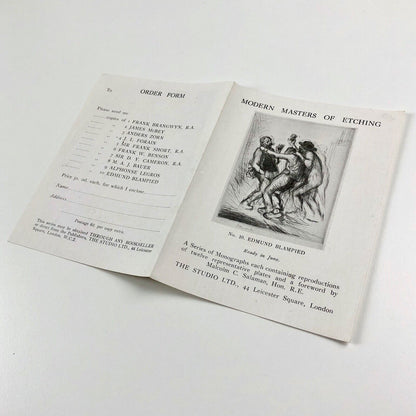 To
ORDER FORM
Please send me
copies of 1 FRANK BRANGWYN, R.A.
" 2 JAMES McBEY
" 3 ANDERS ZORN
" 4 J. L. FORAIN
" 5 SIR FRANK SHORT, R.A.
" 6 FRANK W. BENSON
" 7 SIR D. Y. CAMERON, R.A.
" 8 M. A. J. BAUER
" 9 ALPHONSE LEGROS
" 10 EDMUND BLAMPIED
Price 5s. od. each, for which I enclose.
Name
Address
Postage 6d. per copy extra.
This series may be obtained THROUGH ANY BOOKSELLER
or direct from the Publishers, THE STUDIO LTD., 44 Leicester
Square, London, W.C.2
MODERN MASTERS OF ETCHING
No. 10. EDMUND BLAMPIED
Ready in June.
A Series of Monographs each containing reproductions
of twelve representative plates and a foreword by
Malcolm C. Salaman, Hon. R.E.
THE STUDIO LTD., 44 Leicester Square, London